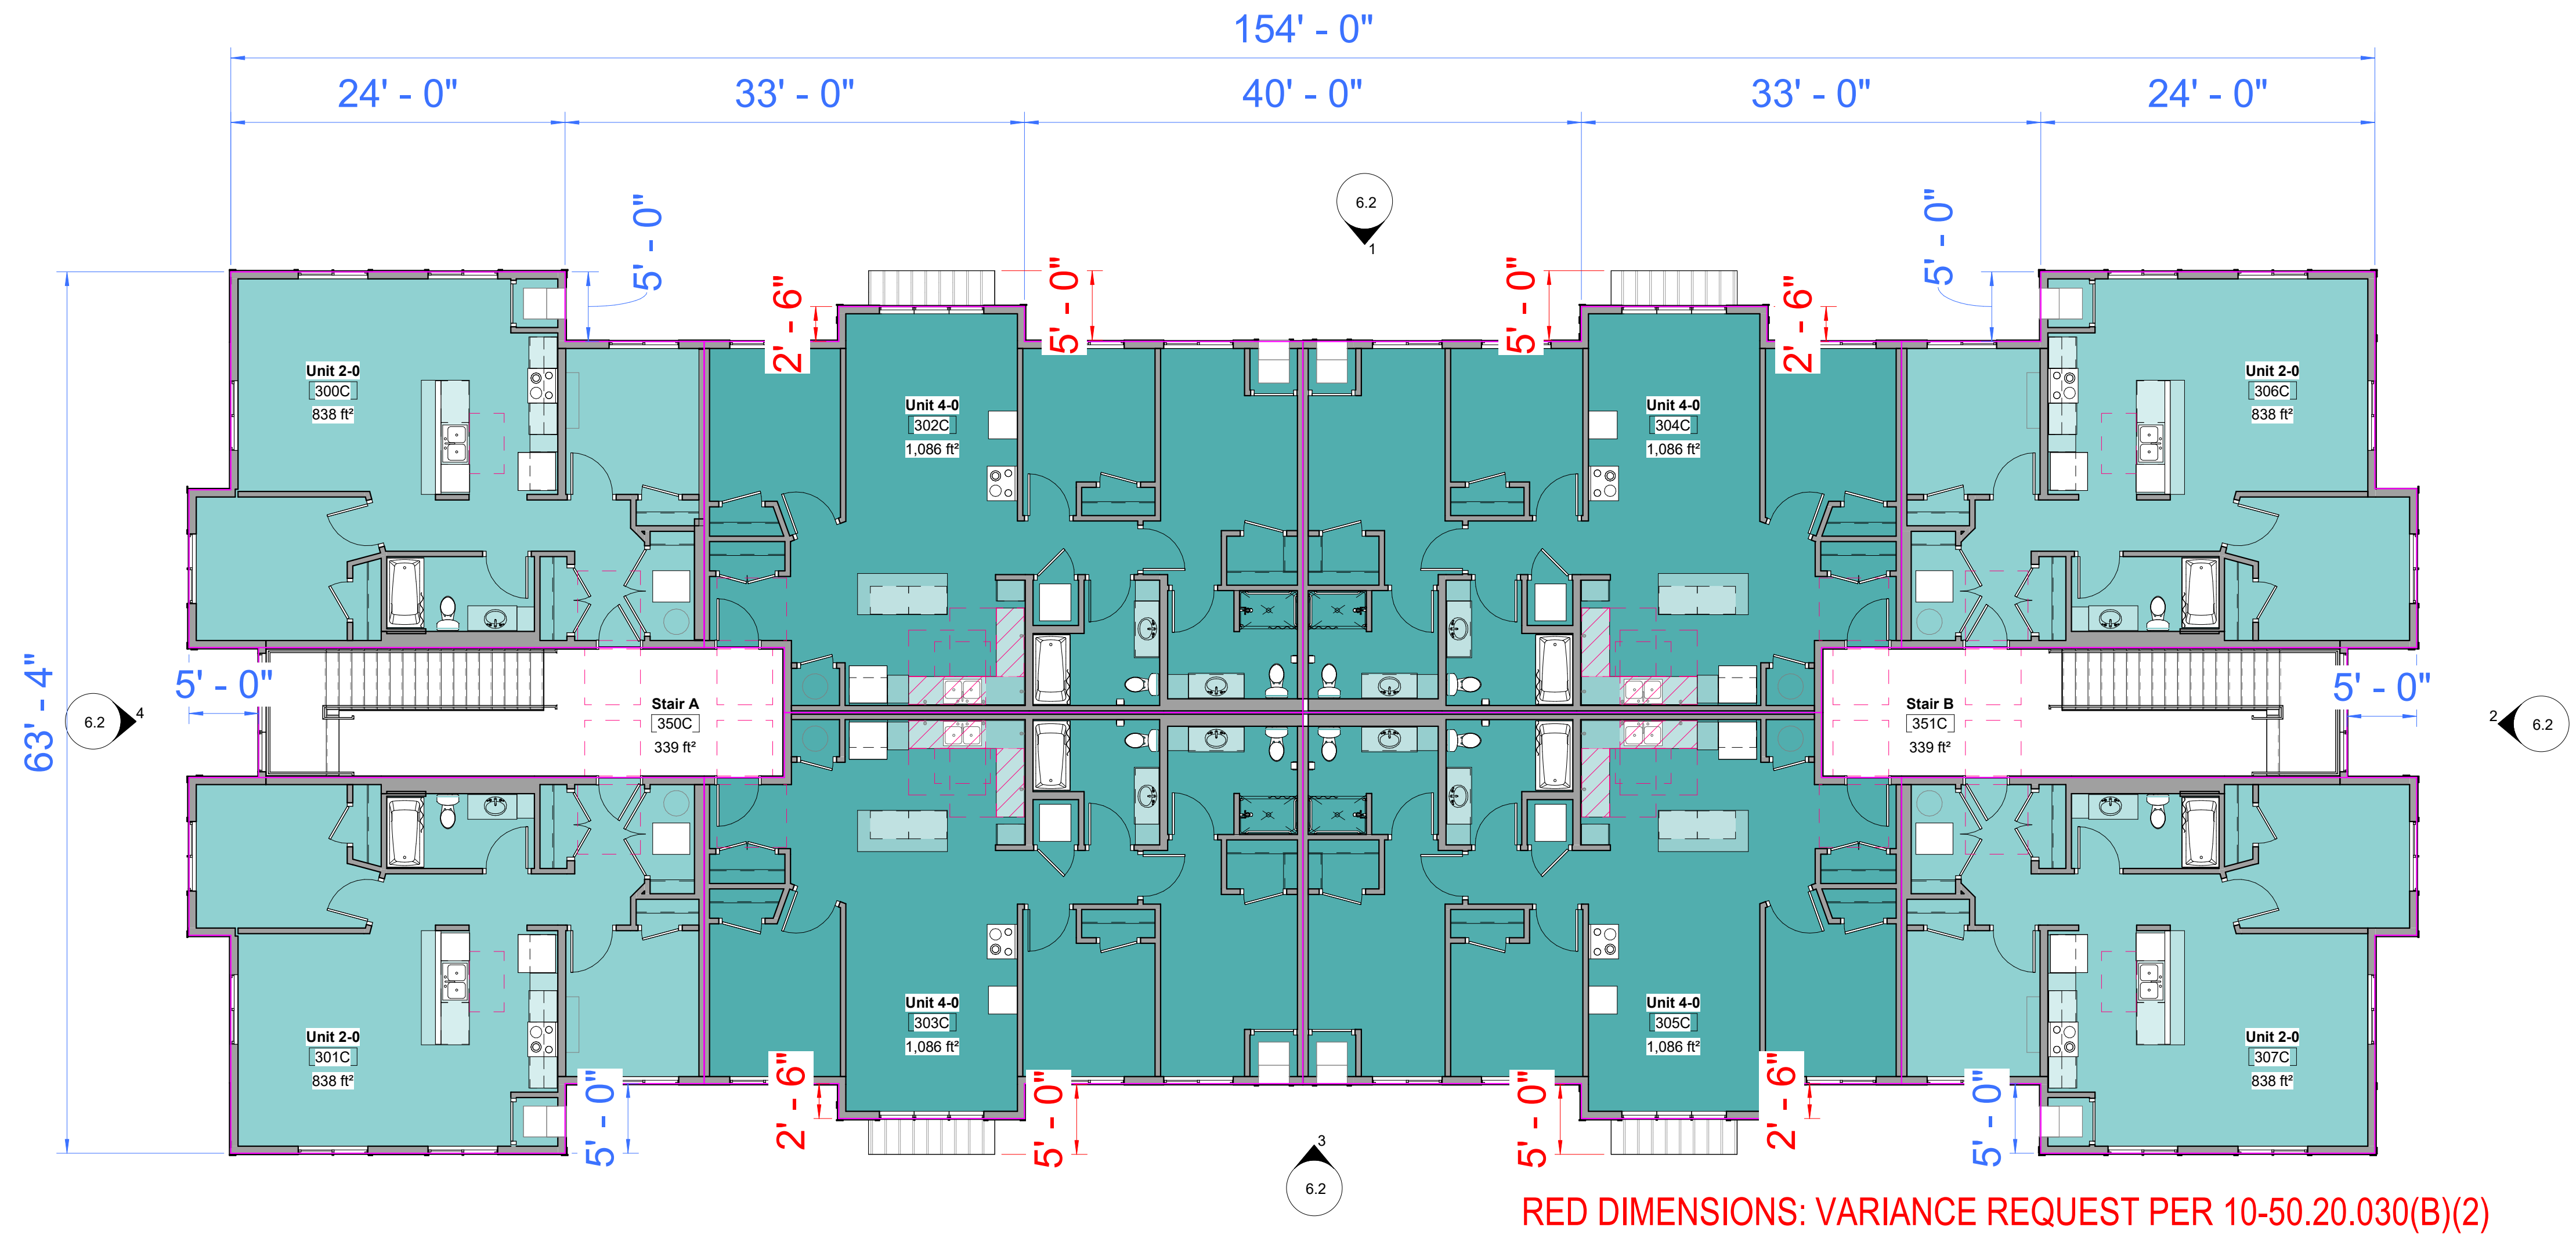 154' - 0"
24' - 0"
33' - 0"
40' - 0"
33' - 0"
24' - 0"
6.2
1
5' - 0"
5' - 0"
2' - 6"
5' - 0"
5' - 0"
2' - 6"
Unit 2-0
300C
838 ft²
Unit 4-0
302C
1,086 ft²
Unit 4-0
304C
1,086 ft²
Unit 2-0
306C
838 ft²
63' - 4"
5' - 0"
6.2
4
Stair A
350C
339 ft²
Stair B
351C
339 ft²
5' - 0"
2
6.2
Unit 2-0
301C
838 ft²
Unit 4-0
303C
1,086 ft²
Unit 4-0
305C
1,086 ft²
Unit 2-0
307C
838 ft²
5' - 0"
2' - 6"
5' - 0"
5' - 0"
2' - 6"
5' - 0"
3
6.2
RED DIMENSIONS: VARIANCE REQUEST PER 10-50.20.030(B)(2)